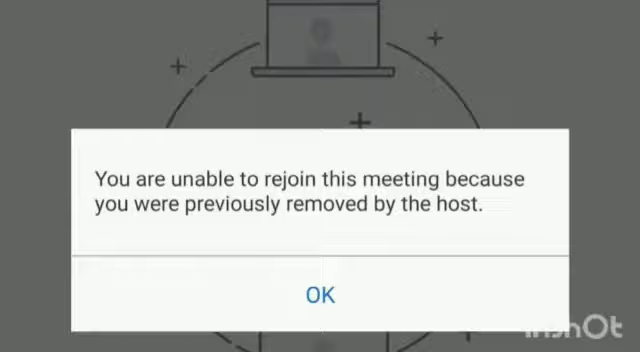 You are unable to rejoin this meeting because
you were previously removed by the host.
OK
InShOt